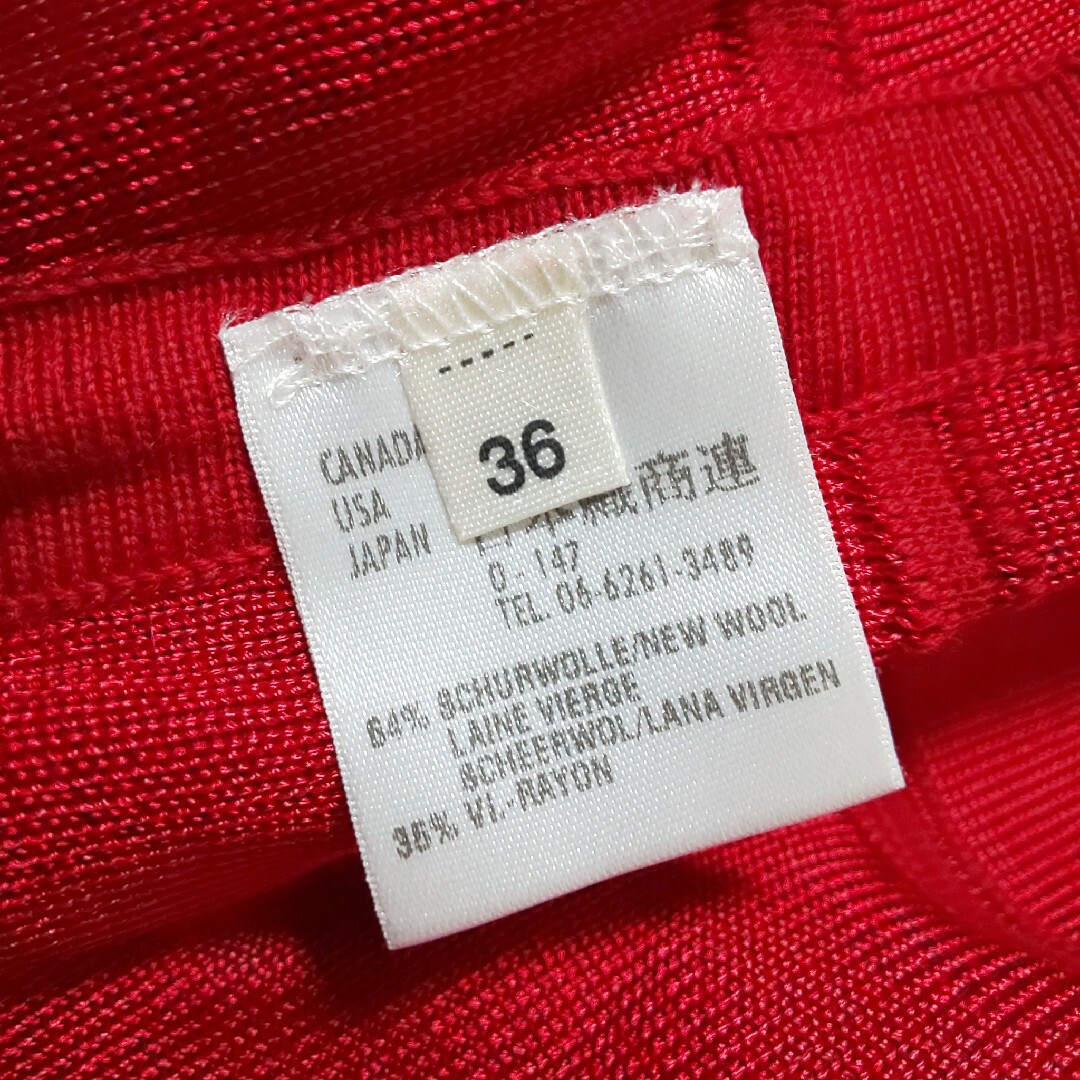 -----
36
CANADA
USA
JAPAN
商連
0-147
TEL. 06-6261-3489
64% SCHURWOLLE/NEW WOOL
LAINE VIERGE
SCHEERWOL/LANA VIRGEN
36% VI.-RAYON